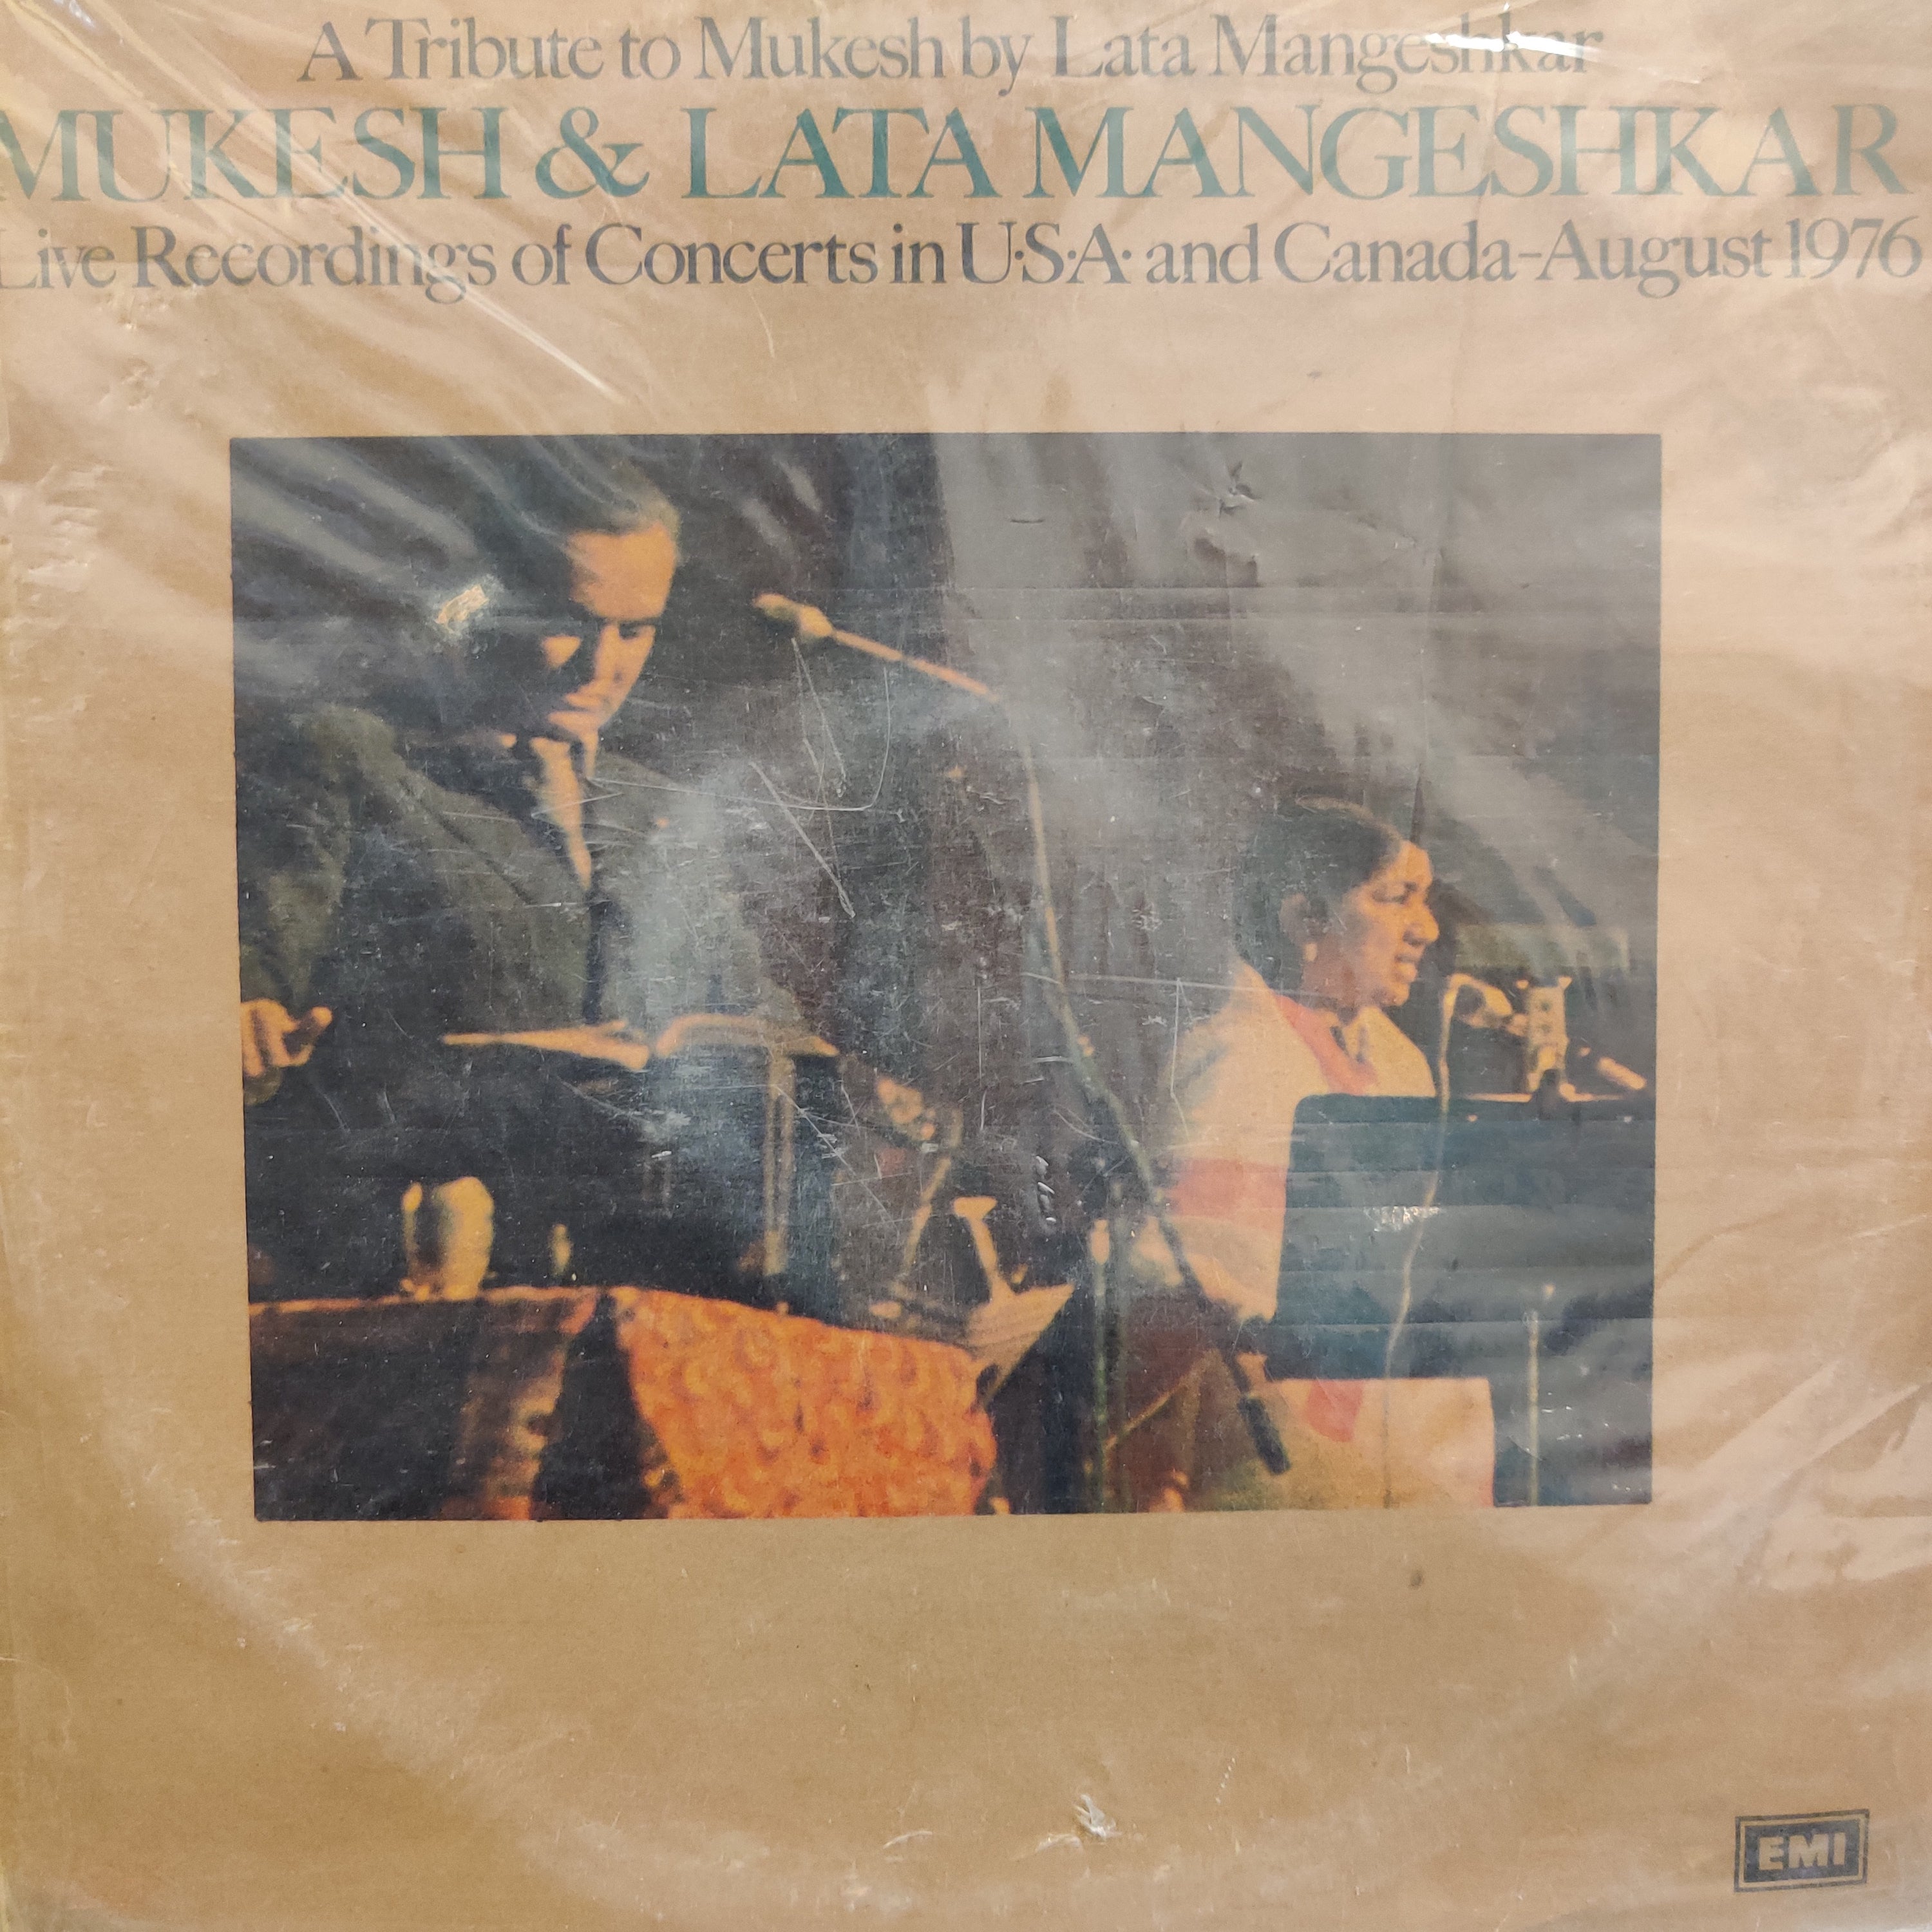 A Tribute to Mukesh by Lata Mangeshkar
MUKESH & LATA MANGESHKAR
Live Recordings of Concerts in U·S·A· and Canada-August 1976
EMI